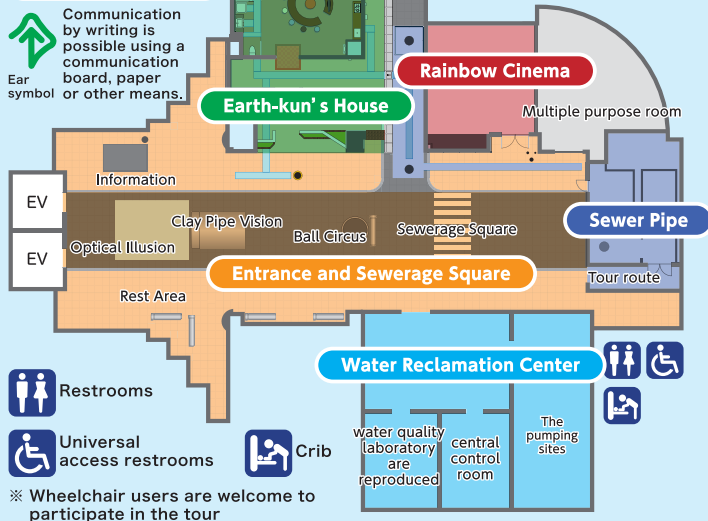 Communication
by writing is
possible using a
communication
board, paper
or other means.
Ear
symbol
Rainbow Cinema
Earth-kun's House
Multiple purpose room
Information
EV
Clay Pipe Vision
Sewer Pipe
Ball Circus
Sewerage Square
EV
Optical Illusion
Entrance and Sewerage Square
Tour route
Rest Area
Water Reclamation Center
Restrooms
Universal
access restrooms
Crib
water quality
laboratory
are
reproduced
central
control
room
The
pumping
sites
※ Wheelchair users are welcome to
participate in the tour